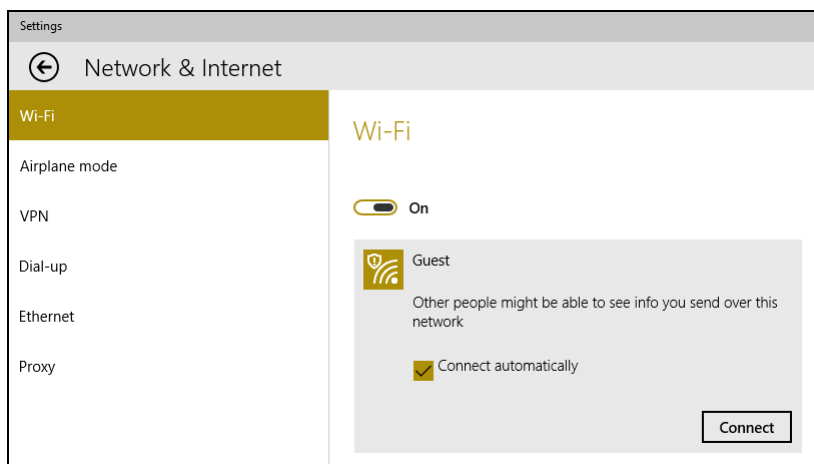 Settings
Network & Internet
Wi-Fi
Airplane mode
VPN
Dial-up
Ethernet
Proxy
Wi-Fi
On
Guest
Other people might be able to see info you send over this
network
Connect automatically
Connect